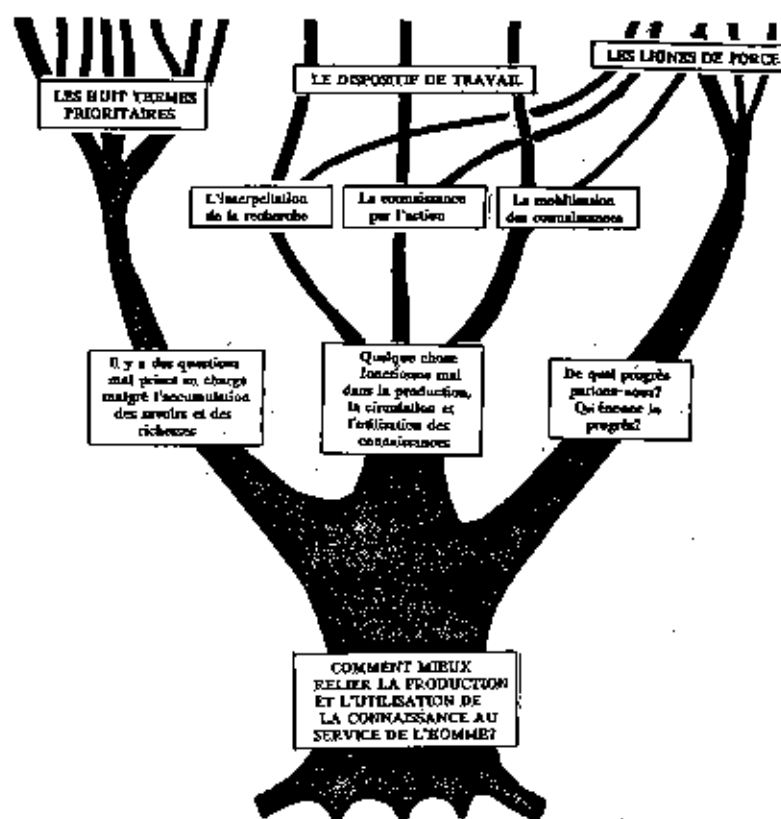 LES HUIT THEMES
PRIORITAIRES
LE DISPOSITIF DE TRAVAIL
LES LIGNES DE FORCE
L'interpellation
de la recherche
La connaissance
par l'action
La mobilisation
des connaissances
Il y a des questions
mal prises en charge
malgré l'accumulation
des savoirs et des
richesses
Quelque chose
fonctionne mal
dans la production,
la circulation et
l'utilisation des
connaissances
De quel progrès
parlons-nous?
Qu'énonce le
progrès?
COMMENT MIEUX
RELIER LA PRODUCTION
ET L'UTILISATION DE
LA CONNAISSANCE AU
SERVICE DE L'HOMME?